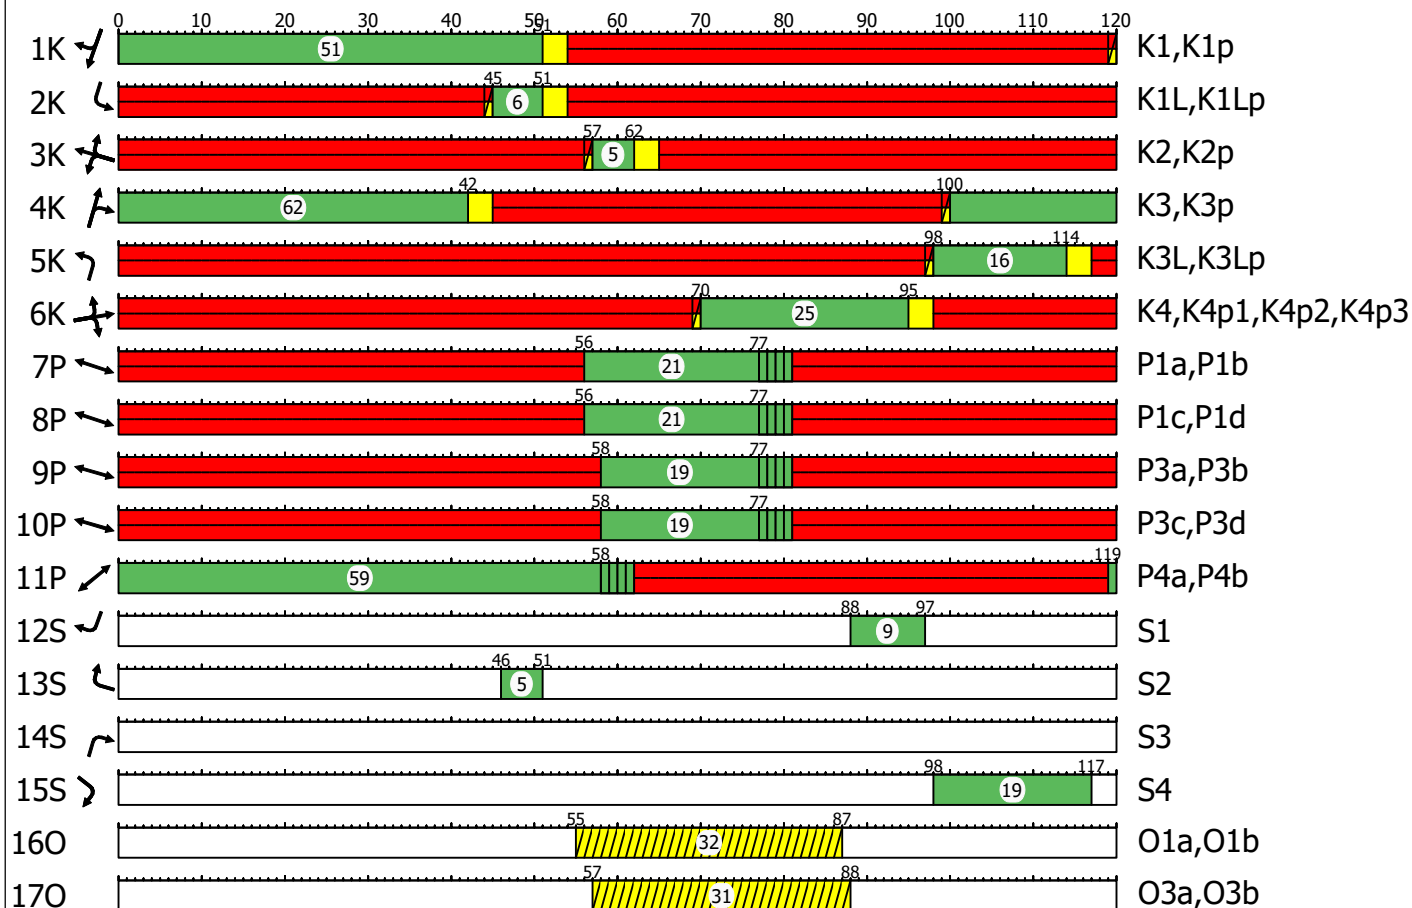 0 10 20 30 40 50 51 60 70 80 90 100 110 120
1K 51 K1,K1p
45 51
2K 6 K1L,K1Lp
57 62
3K 5 K2,K2p
42 100
4K 62 K3,K3p
98 114
5K 16 K3L,K3Lp
70 95
6K 25 K4,K4p1,K4p2,K4p3
56 77
7P 21 P1a,P1b
56 77
8P 21 P1c,P1d
58 77
9P 19 P3a,P3b
58 77
10P 19 P3c,P3d
58 119
11P 59 P4a,P4b
88 97
12S 9 S1
46 51
13S 5 S2
14S S3
98 117
15S 19 S4
55 87
16O 32 O1a,O1b
57 88
17O 31 O3a,O3b